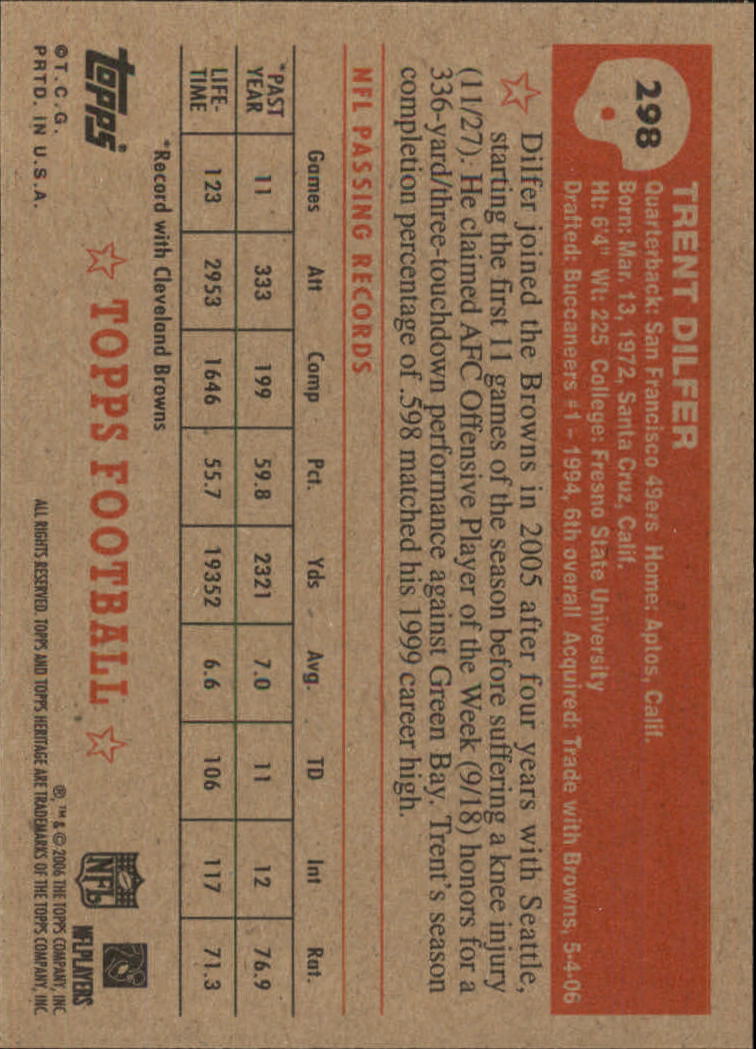 298
TRENT DILFER
Quarterback: San Francisco 49ers Home: Aptos, Calif.
Born: Mar. 13, 1972, Santa Cruz, Calif.
Ht: 6'4" Wt: 225 College: Fresno State University
Drafted: Buccaneers #1 – 1994, 6th overall Acquired: Trade with Browns, 5-4-06
Dilfer joined the Browns in 2005 after four years with Seattle,
starting the first 11 games of the season before suffering a knee injury
(11/27). He claimed AFC Offensive Player of the Week (9/18) honors for a
336-yard/three-touchdown performance against Green Bay. Trent's season
completion percentage of .598 matched his 1999 career high.
NFL PASSING RECORDS
Games Att Comp Pct. Yds Avg. TD Int Rat.
*PAST YEAR 11 333 199 59.8 2321 7.0 11 12 76.9
LIFE-TIME 123 2953 1646 55.7 19352 6.6 106 117 71.3
*Record with Cleveland Browns
topps
©T.C.G.
PRTD. IN U.S.A.
TOPPS FOOTBALL
NFL
NFLPLAYERS
®, ™ & © 2006 THE TOPPS COMPANY, INC
ALL RIGHTS RESERVED. TOPPS AND TOPPS HERITAGE ARE TRADEMARKS OF THE TOPPS COMPANY, INC